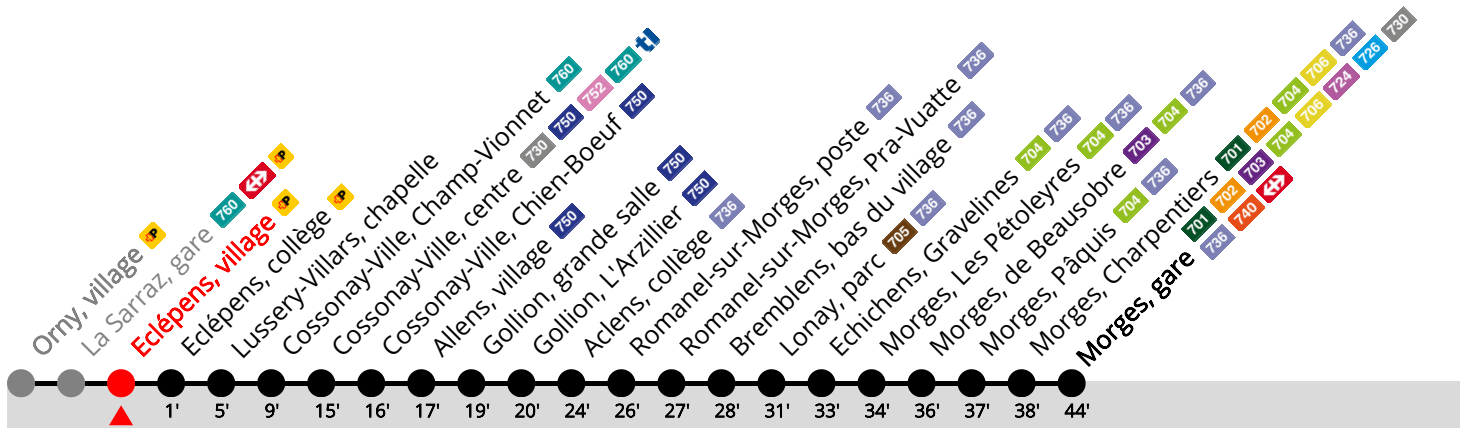 Orny, village P
La Sarraz, gare 760 P
Eclépens, village P
Eclépens, collège P
Lussery-Villars, chapelle
Cossonay-Ville, Champ-Vionnet 760
Cossonay-Ville, centre 730 750 752 760 tl
Cossonay-Ville, Chien-Boeuf 750
Allens, village 750
Gollion, grande salle 750
Gollion, L'Arzillier 750
Aclens, collège 736
Romanel-sur-Morges, poste 736
Romanel-sur-Morges, Pra-Vuatte 736
Bremblens, bas du village 736
Lonay, parc 705 736
Echichens, Gravelines 704 736
Morges, Les Pétoleyres 704 736
Morges, de Beausobre 703 704 736
Morges, Pâquis 704 736
Morges, Charpentiers 701 702 704 706 736
Morges, gare 701 702 703 704 706 724 726 730
736 740
1' 5' 9' 15' 16' 17' 19' 20' 24' 26' 27' 28' 31' 33' 34' 36' 37' 38' 44'